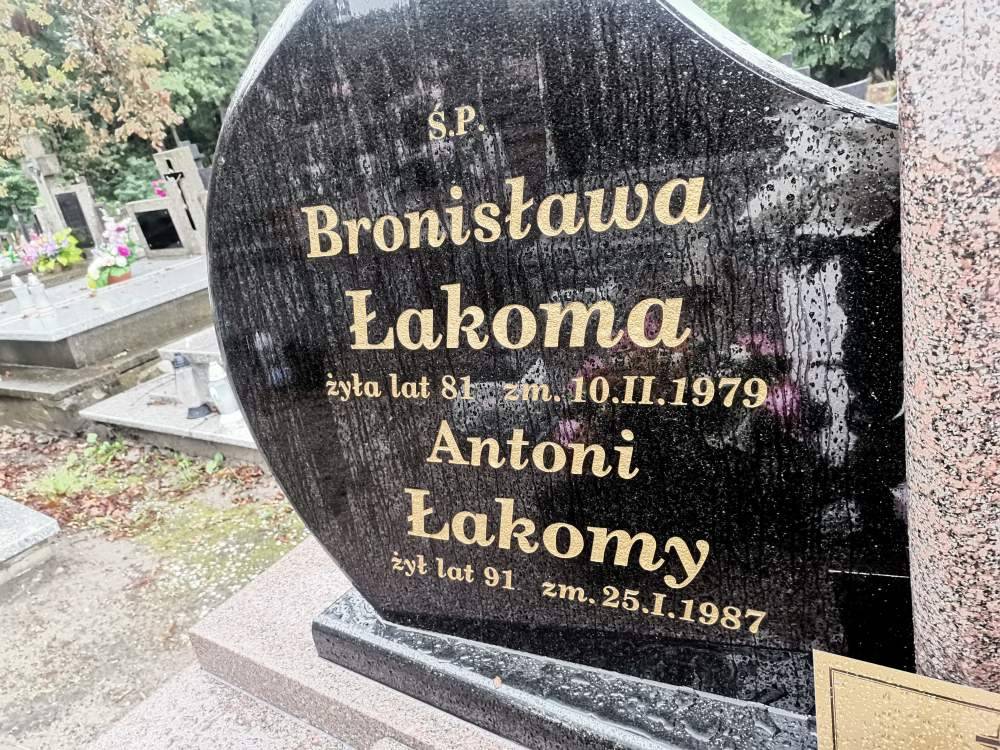 Ś.P.
Bronisława
Łakoma
żyła lat 81 zm. 10.II.1979
Antoni
Łakomy
żył lat 91 zm. 25.I.1987